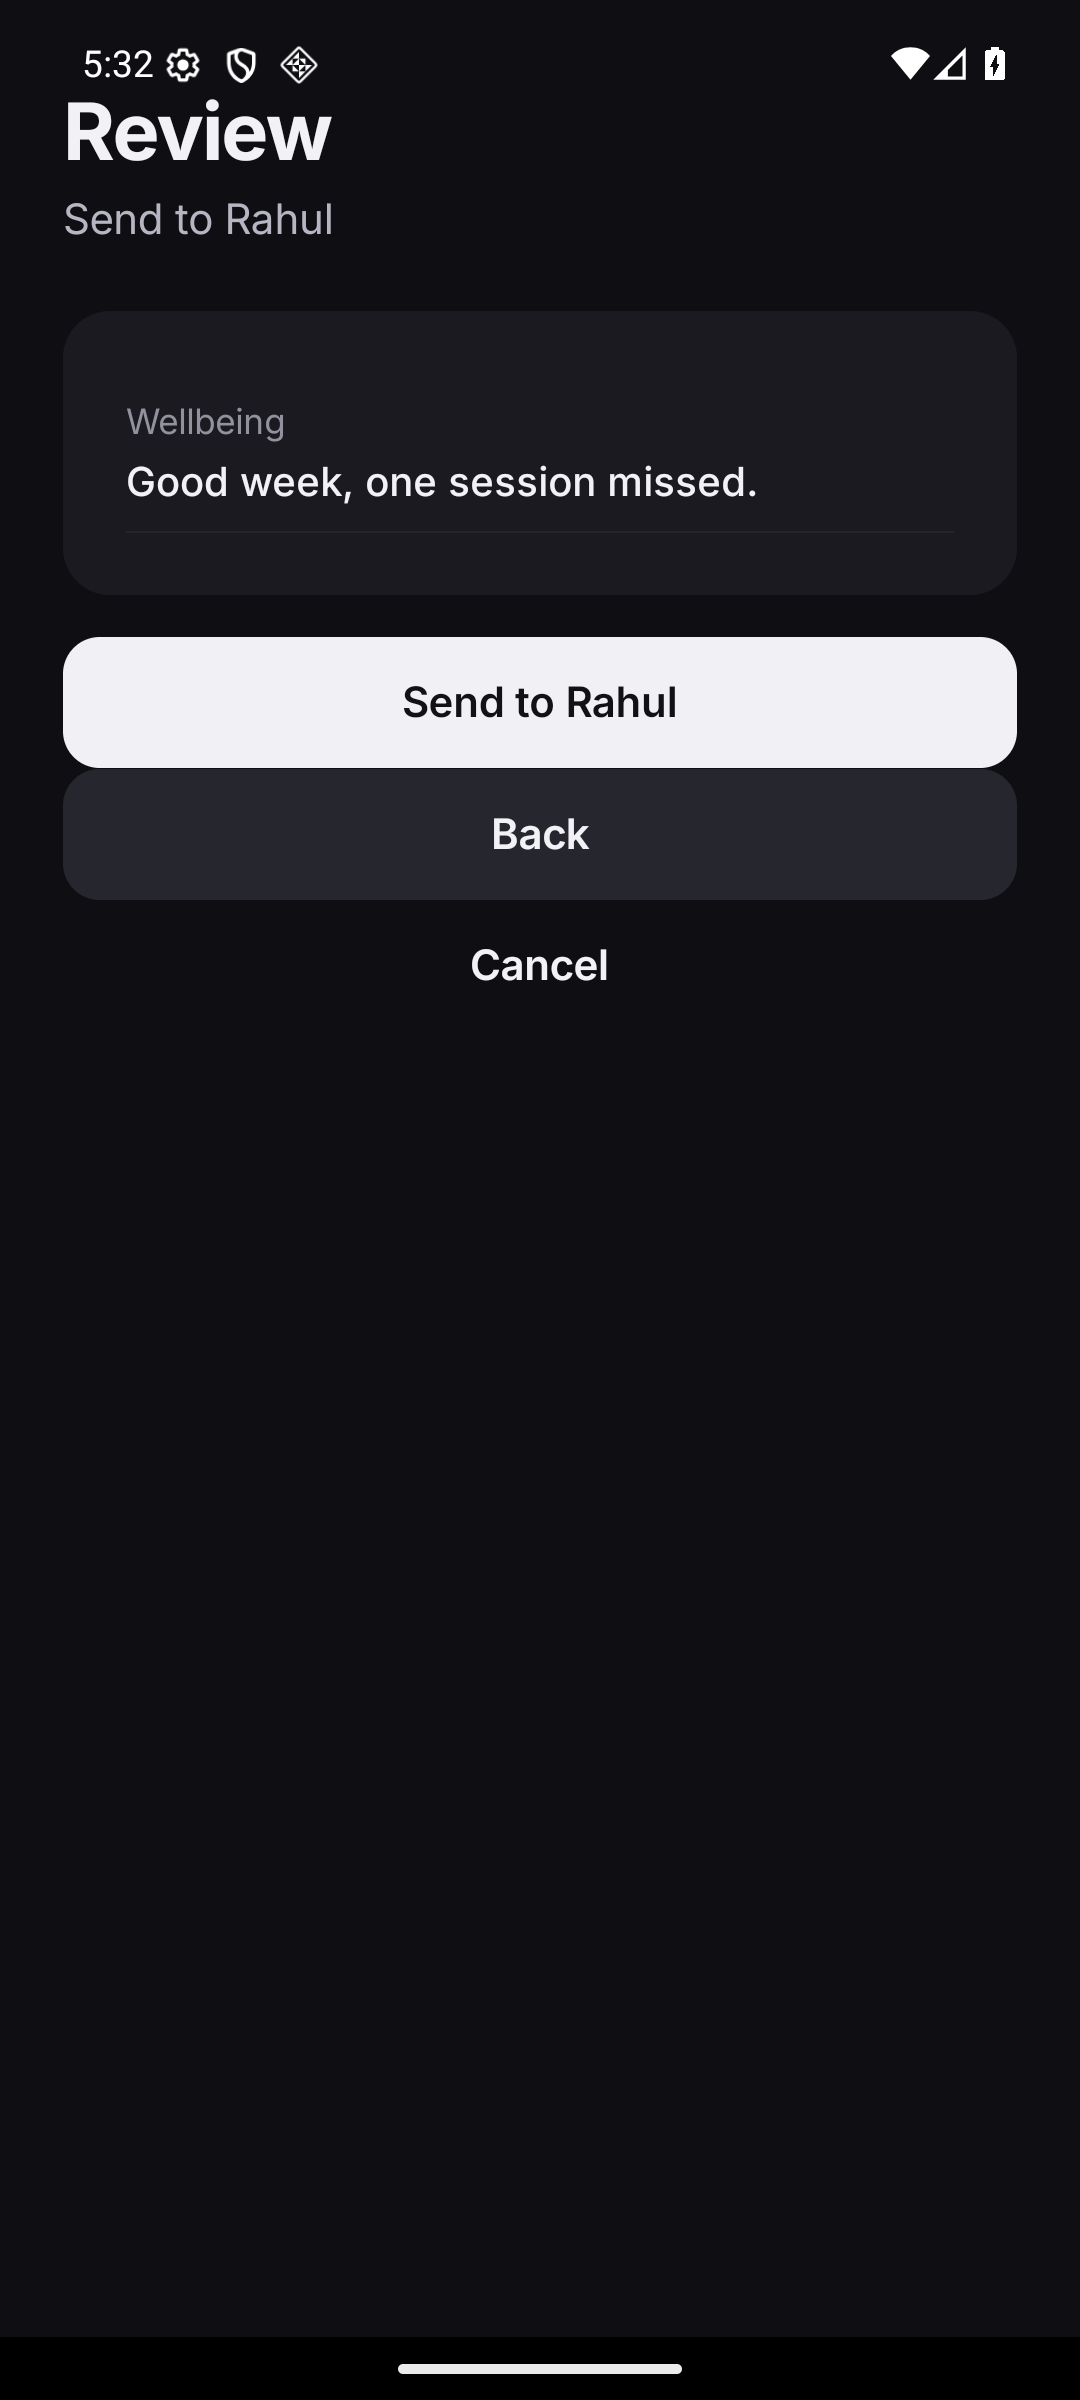 5:32
Review
Send to Rahul
Wellbeing
Good week, one session missed.
Send to Rahul
Back
Cancel